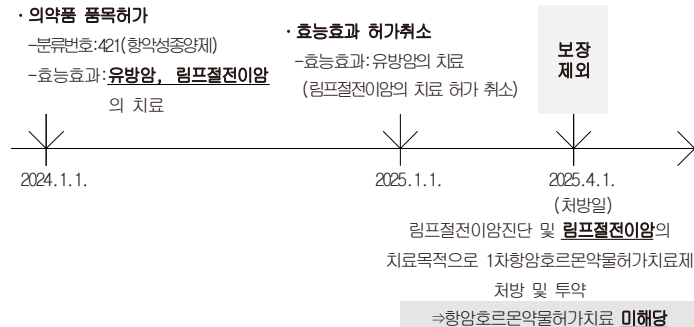 · 의약품 품목허가
-분류번호:421(항악성종양제)
-효능효과:유방암, 림프절전이암
의 치료
· 효능효과 허가취소
-효능효과:유방암의 치료
(림프절전이암의 치료 허가 취소)
보장
제외
2024.1.1.
2025.1.1.
2025.4.1.
(처방일)
림프절전이암진단 및 림프절전이암의
치료목적으로 1차항암호르몬약물허가치료제
처방 및 투약
⇒항암호르몬약물허가치료 미해당